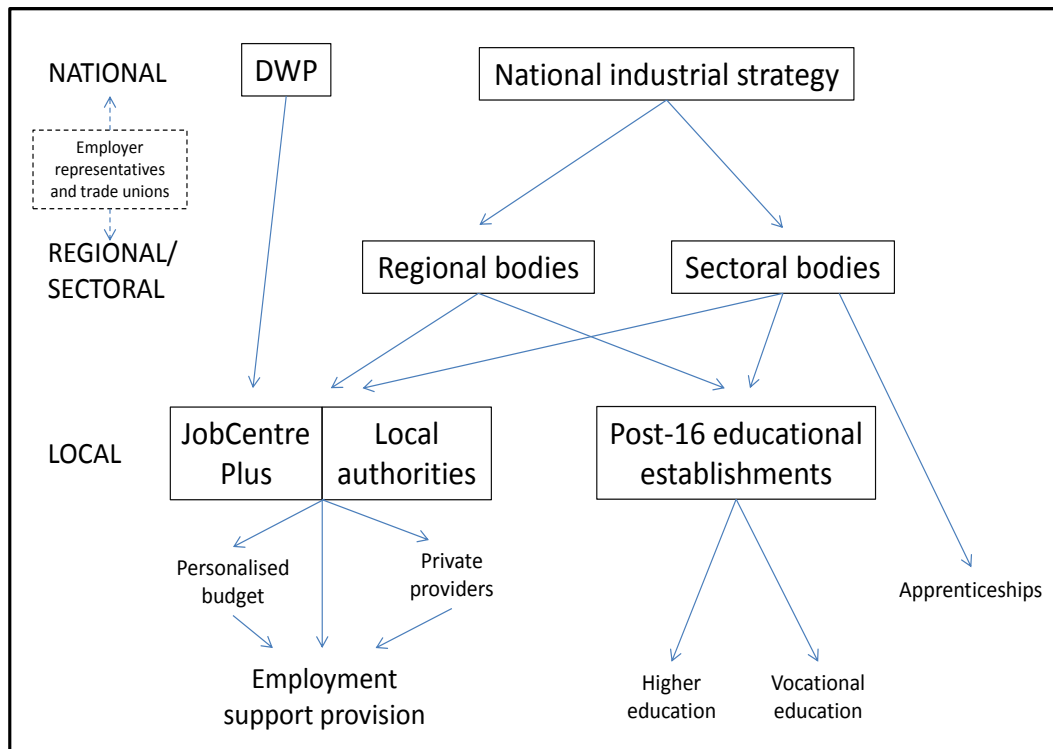 NATIONAL
DWP
National industrial strategy
Employer
representatives
and trade unions
REGIONAL/
SECTORAL
Regional bodies
Sectoral bodies
LOCAL
JobCentre
Plus
Local
authorities
Post-16 educational
establishments
Personalised
budget
Private
providers
Apprenticeships
Employment
support provision
Higher
education
Vocational
education